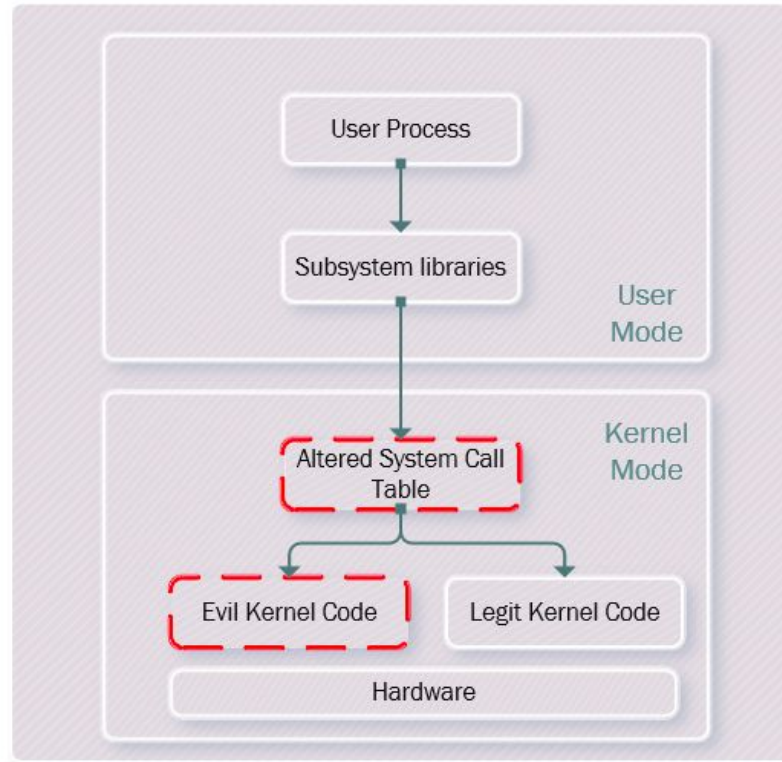 User Process
Subsystem libraries
User
Mode
Kernel
Mode
Altered System Call
Table
Evil Kernel Code
Legit Kernel Code
Hardware